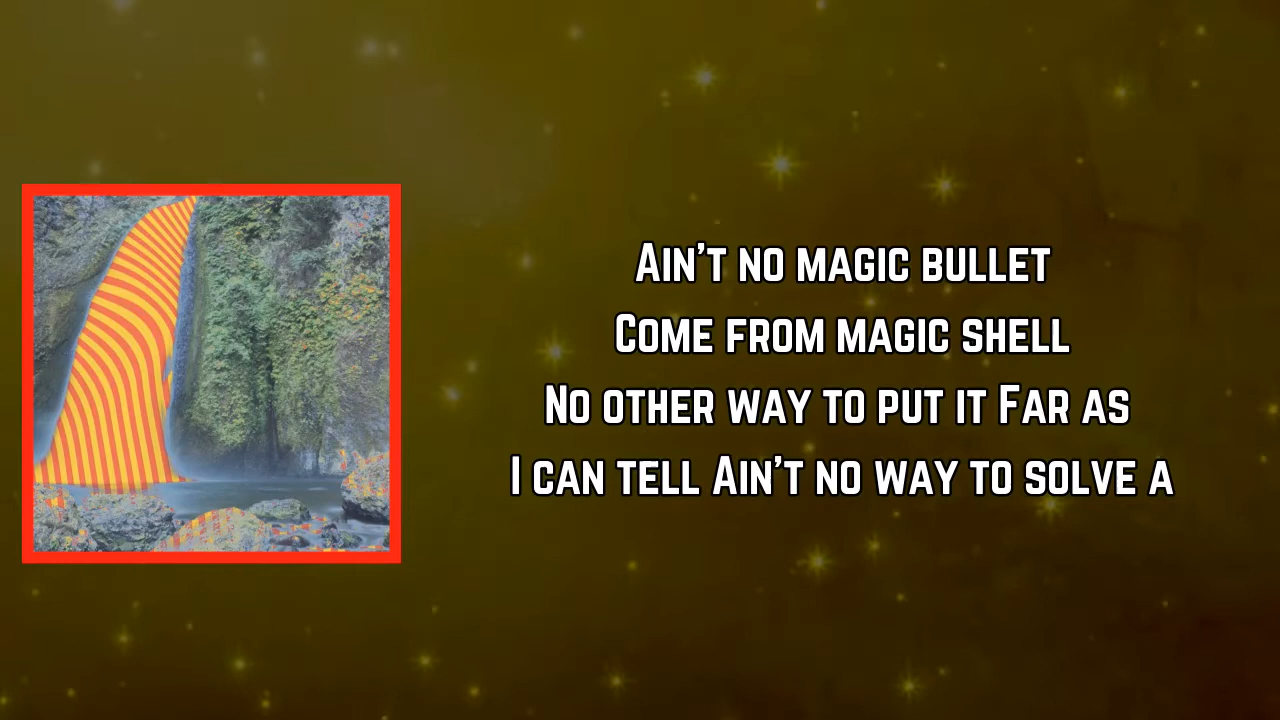 Ain't no magic bullet
Come from magic shell
No other way to put it Far as
I can tell Ain't no way to solve a